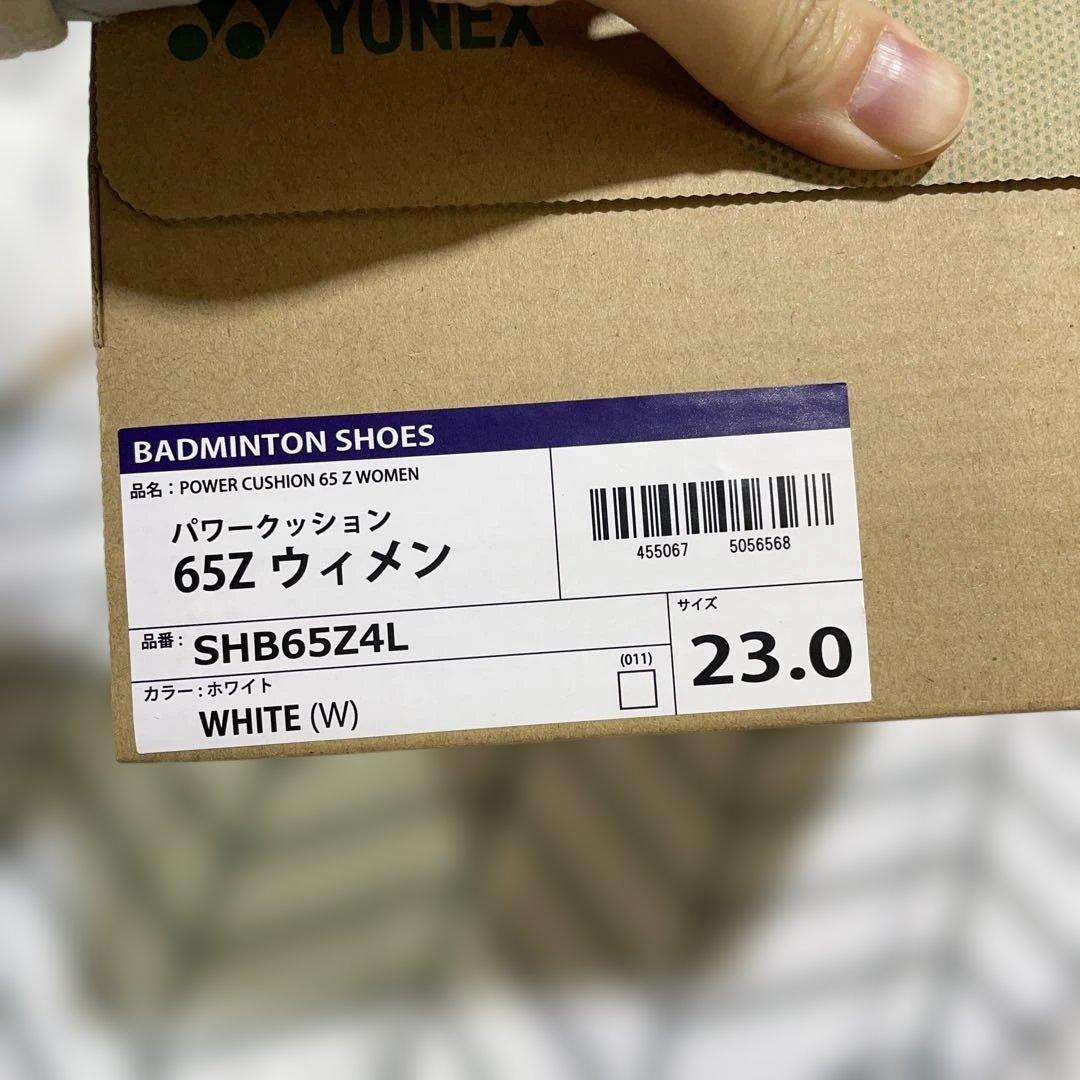 YONEX
BADMINTON SHOES
品名：POWER CUSHION 65 Z WOMEN
パワークッション
65Z ウィメン
455067 5056568
品番：SHB65Z4L
サイズ
23.0
カラー：ホワイト
(011)
WHITE (W)